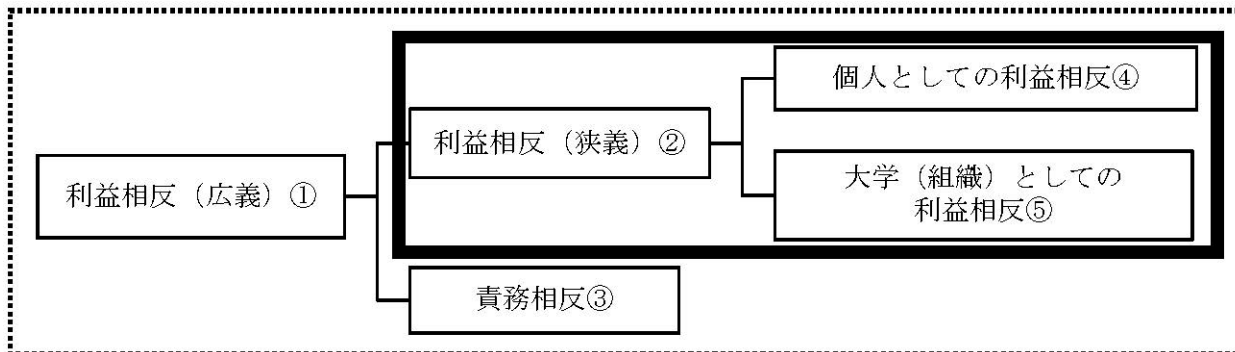 個人としての利益相反④
利益相反（狭義）②
大学（組織）としての
利益相反⑤
利益相反（広義）①
責務相反③